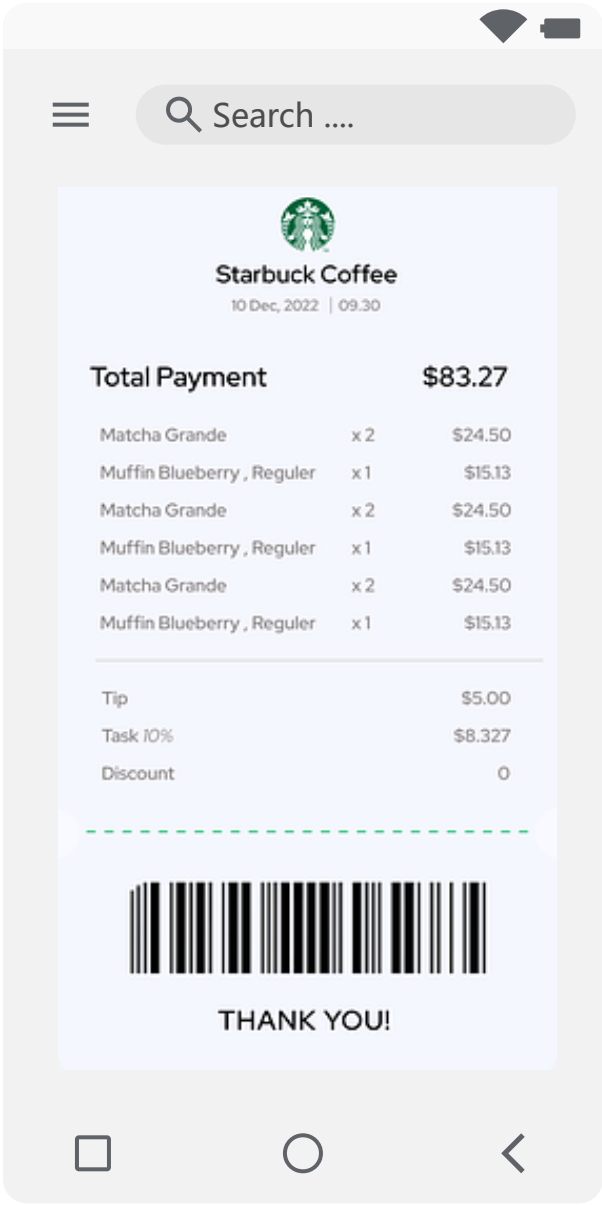 Search ....
Starbuck Coffee
10 Dec, 2022 | 09.30
Total Payment $83.27
Matcha Grande x 2 $24.50
Muffin Blueberry , Reguler x 1 $15.13
Matcha Grande x 2 $24.50
Muffin Blueberry , Reguler x 1 $15.13
Matcha Grande x 2 $24.50
Muffin Blueberry , Reguler x 1 $15.13
Tip $5.00
Task 10% $8.327
Discount 0
THANK YOU!